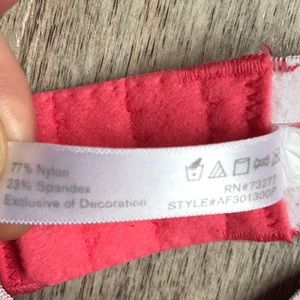 77% Nylon
23% Spandex
Exclusive of Decoration
RN#73277
STYLE#AF301300P